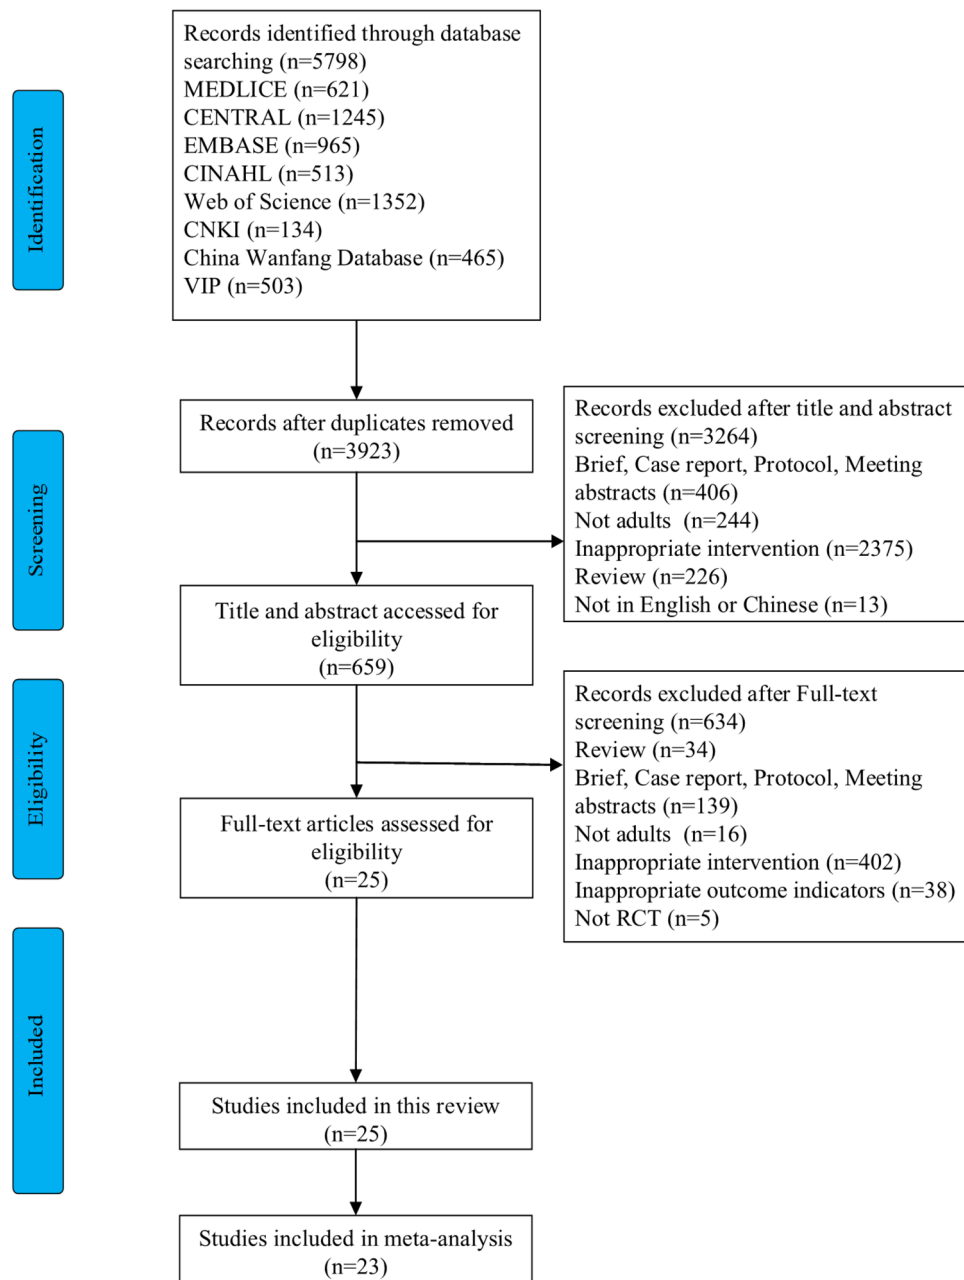 Identification
Records identified through database
searching (n=5798)
MEDLICE (n=621)
CENTRAL (n=1245)
EMBASE (n=965)
CINAHL (n=513)
Web of Science (n=1352)
CNKI (n=134)
China Wanfang Database (n=465)
VIP (n=503)
Screening
Records after duplicates removed
(n=3923)
Records excluded after title and abstract
screening (n=3264)
Brief, Case report, Protocol, Meeting
abstracts (n=406)
Not adults (n=244)
Inappropriate intervention (n=2375)
Review (n=226)
Not in English or Chinese (n=13)
Title and abstract accessed for
eligibility
(n=659)
Eligibility
Records excluded after Full-text
screening (n=634)
Review (n=34)
Brief, Case report, Protocol, Meeting
abstracts (n=139)
Not adults (n=16)
Inappropriate intervention (n=402)
Inappropriate outcome indicators (n=38)
Not RCT (n=5)
Full-text articles assessed for
eligibility
(n=25)
Included
Studies included in this review
(n=25)
Studies included in meta-analysis
(n=23)